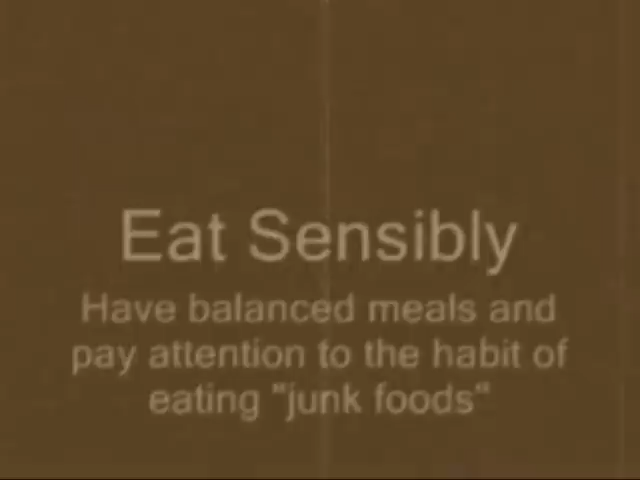 Eat Sensibly
Have balanced meals and
pay attention to the habit of
eating "junk foods"